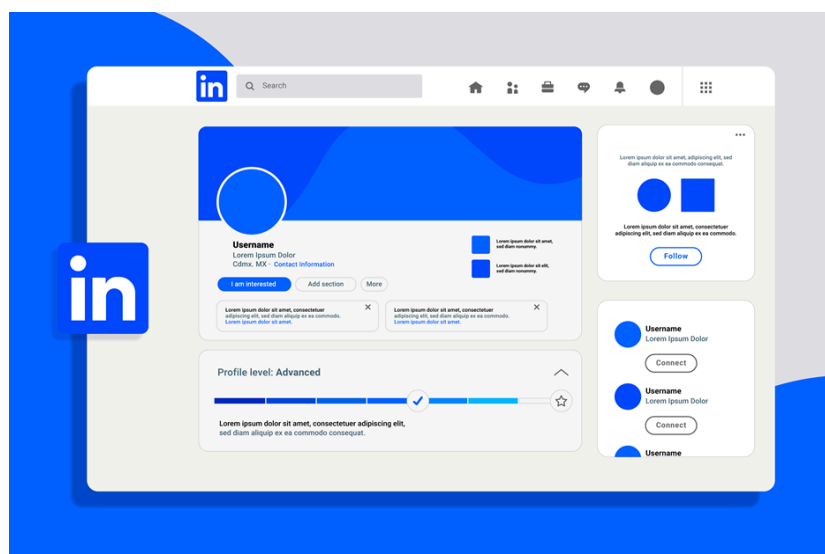 in
Search
in
Username
Lorem Ipsum Dolor
Cdmx. MX · Contact Information
I am interested
Add section
More
Lorem ipsum dolor sit amet,
sed diam nonummy.
Lorem ipsum dolor sit elit,
sed diam nonummy.
Lorem ipsum dolor sit amet, consectetuer
adipiscing elit, sed diam aliquip ex ea commodo.
Lorem ipsum dolor sit amet.
Lorem ipsum dolor sit amet, consectetuer
adipiscing elit, sed diam aliquip ex ea commodo.
Lorem ipsum dolor sit amet.
Profile level: Advanced
Lorem ipsum dolor sit amet, consectetuer adipiscing elit,
sed diam aliquip ex ea commodo consequat.
Lorem ipsum dolor sit amet, adipiscing elit, sed
diam aliquip ex ea commodo consequat.
Lorem ipsum dolor sit amet, consectetuer
adipiscing elit, sed diam aliquip ex ea commodo.
Follow
Username
Lorem Ipsum Dolor
Connect
Username
Lorem Ipsum Dolor
Connect
Username